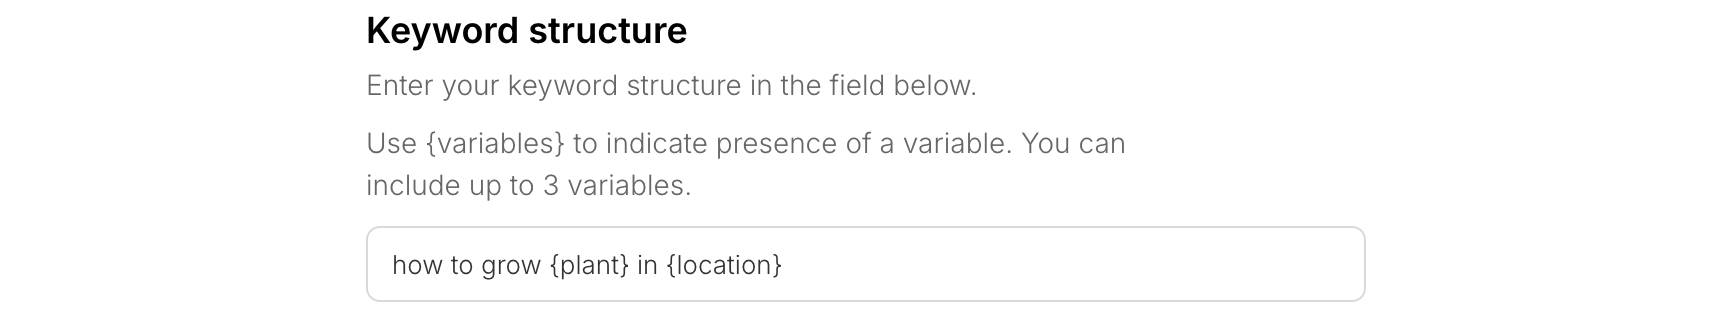 Keyword structure
Enter your keyword structure in the field below.
Use {variables} to indicate presence of a variable. You can
include up to 3 variables.
how to grow {plant} in {location}